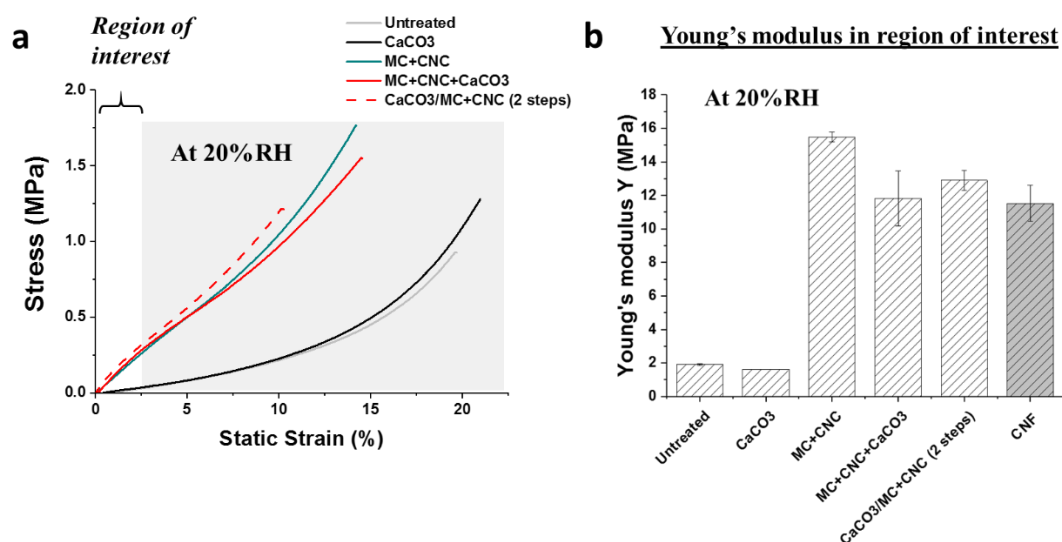 a
Region of
interest
Untreated
CaCO3
MC+CNC
MC+CNC+CaCO3
CaCO3/MC+CNC (2 steps)
2.0
1.5
1.0
0.5
0.0
At 20%RH
Stress (MPa)
0
5
10
15
20
Static Strain (%)
b
Young's modulus in region of interest
At 20%RH
Young's modulus Y (MPa)
18
16
14
12
10
8
6
4
2
0
Untreated
CaCO3
MC+CNC
MC+CNC+CaCO3
CaCO3/MC+CNC (2 steps)
CNF